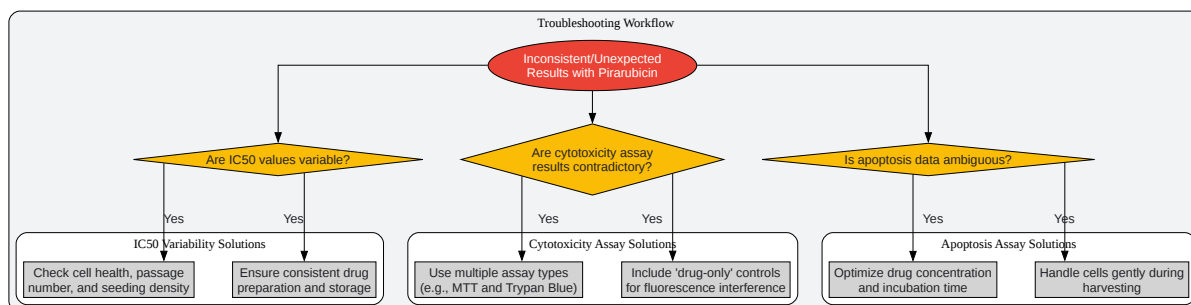 Troubleshooting Workflow
Inconsistent/Unexpected
Results with Pirarubicin
Are IC50 values variable?
Are cytotoxicity assay
results contradictory?
Is apoptosis data ambiguous?
Yes
Yes
Yes
Yes
Yes
Yes
IC50 Variability Solutions
Cytotoxicity Assay Solutions
Apoptosis Assay Solutions
Check cell health, passage
number, and seeding density
Ensure consistent drug
preparation and storage
Use multiple assay types
(e.g., MTT and Trypan Blue)
Include 'drug-only' controls
for fluorescence interference
Optimize drug concentration
and incubation time
Handle cells gently during
harvesting